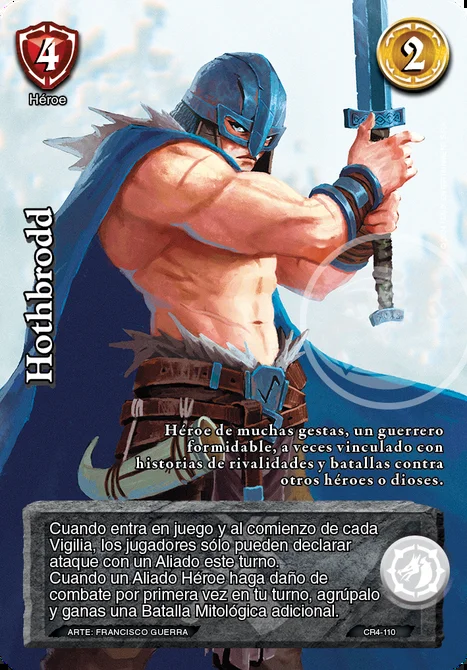 4
Héroe
2
Hothbrodd
Héroe de muchas gestas, un guerrero
formidable, a veces vinculado con
historias de rivalidades y batallas contra
otros héroes o dioses.
Cuando entra en juego y al comienzo de cada
Vigilia, los jugadores sólo pueden declarar
ataque con un Aliado este turno.
Cuando un Aliado Héroe haga daño de
combate por primera vez en tu turno, agrúpalo
y ganas una Batalla Mitológica adicional.
ARTE: FRANCISCO GUERRA
CR4-110